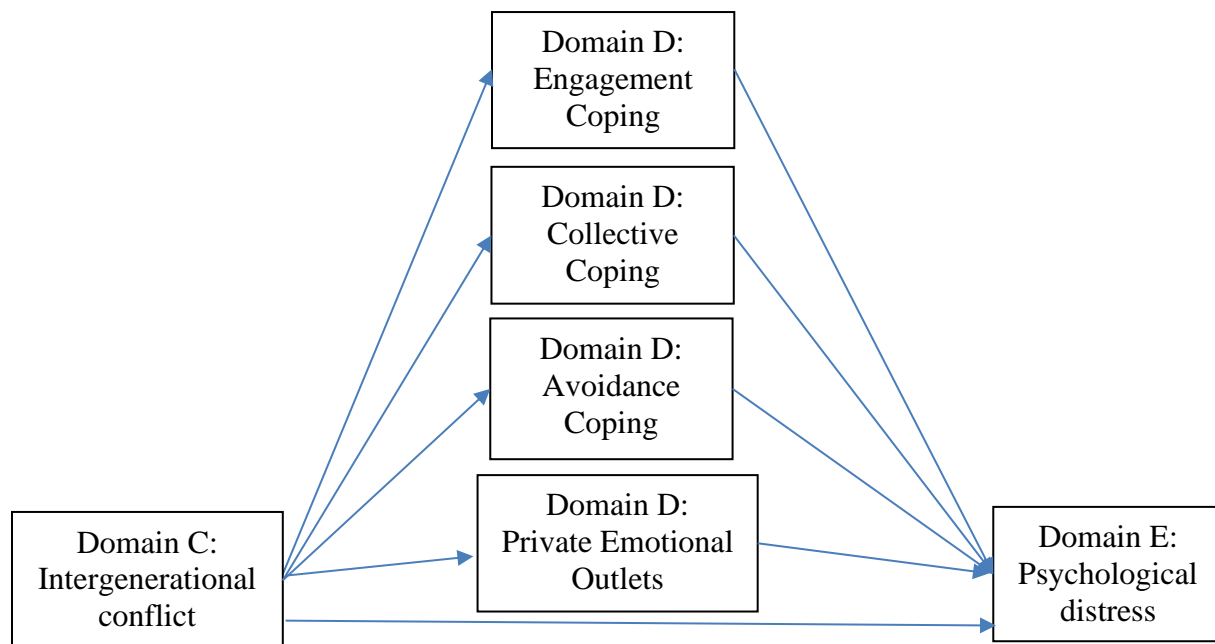 Domain D:
Engagement
Coping
Domain D:
Collective
Coping
Domain D:
Avoidance
Coping
Domain D:
Private Emotional
Outlets
Domain C:
Intergenerational
conflict
Domain E:
Psychological
distress